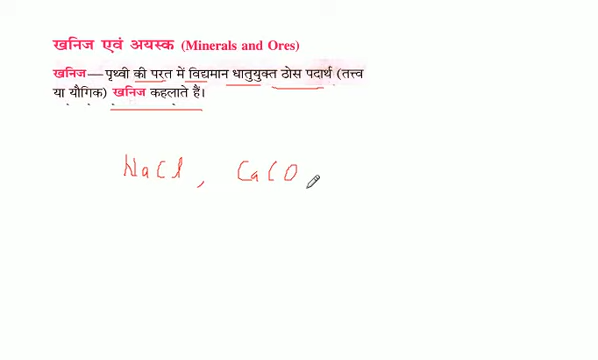 खनिज एवं अयस्क (Minerals and Ores)
खनिज—पृथ्वी की परत में विद्यमान धातुयुक्त ठोस पदार्थ (तत्त्व
या यौगिक) खनिज कहलाते हैं।
NaCl, CaCO